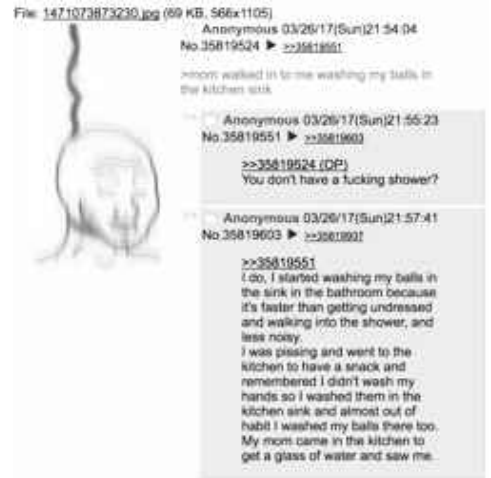 File: 1471073873230.jpg (69 KB, 566x1105)
Anonymous 03/26/17(Sun)21:54:04
No.35819524 ▶ >>35819551
>mom walked in to me washing my balls in
the kitchen sink
Anonymous 03/26/17(Sun)21:55:23
No.35819551 ▶ >>35819603
>>35819524 (OP)
You don't have a fucking shower?
Anonymous 03/26/17(Sun)21:57:41
No.35819603 ▶ >>35819937
>>35819551
I do, I started washing my balls in
the sink in the bathroom because
it's faster than getting undressed
and walking into the shower, and
less noisy.
I was pissing and went to the
kitchen to have a snack and
remembered I didn't wash my
hands so I washed them in the
kitchen sink and almost out of
habit I washed my balls there too.
My mom came in the kitchen to
get a glass of water and saw me.